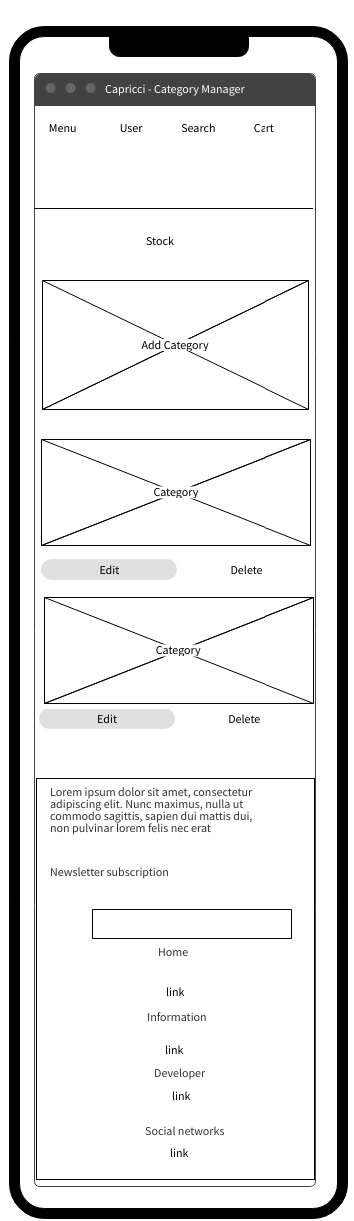 Capricci - Category Manager
Menu User Search Cart
Stock
Add Category
Category
Edit Delete
Category
Edit Delete
Lorem ipsum dolor sit amet, consectetur
adipiscing elit. Nunc maximus, nulla ut
commodo sagittis, sapien dui mattis dui,
non pulvinar lorem felis nec erat
Newsletter subscription
Home
link
Information
link
Developer
link
Social networks
link